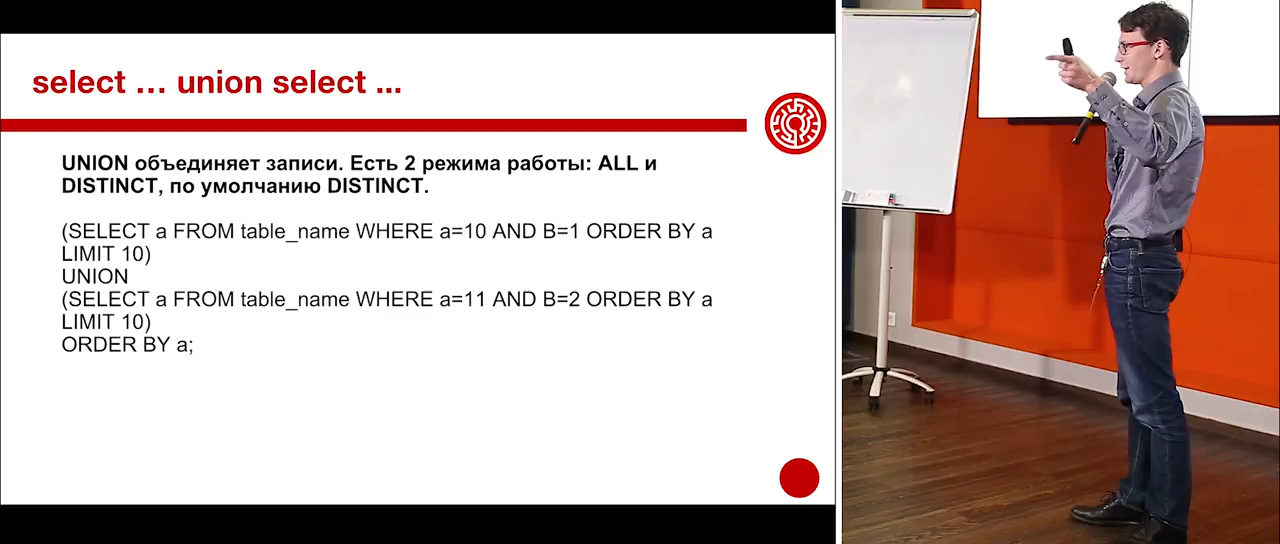 select … union select ...
UNION объединяет записи. Есть 2 режима работы: ALL и
DISTINCT, по умолчанию DISTINCT.
(SELECT a FROM table_name WHERE a=10 AND B=1 ORDER BY a
LIMIT 10)
UNION
(SELECT a FROM table_name WHERE a=11 AND B=2 ORDER BY a
LIMIT 10)
ORDER BY a;